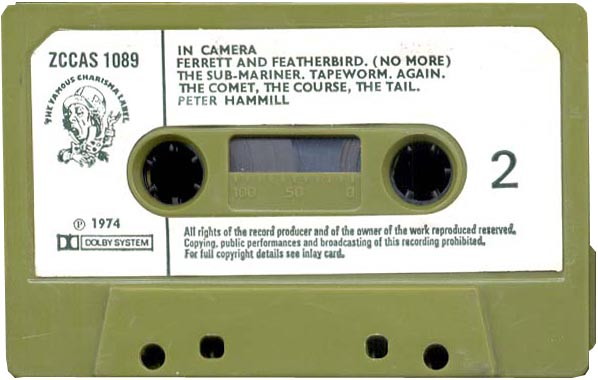 ZCCAS 1089
THE FAMOUS CHARISMA LABEL
IN CAMERA
FERRETT AND FEATHERBIRD. (NO MORE)
THE SUB-MARINER. TAPEWORM. AGAIN.
THE COMET, THE COURSE, THE TAIL.
PETER HAMMILL
100 50 0
2
℗ 1974
DOLBY SYSTEM
All rights of the record producer and of the owner of the work reproduced reserved.
Copying, public performances and broadcasting of this recording prohibited.
For full copyright details see inlay card.